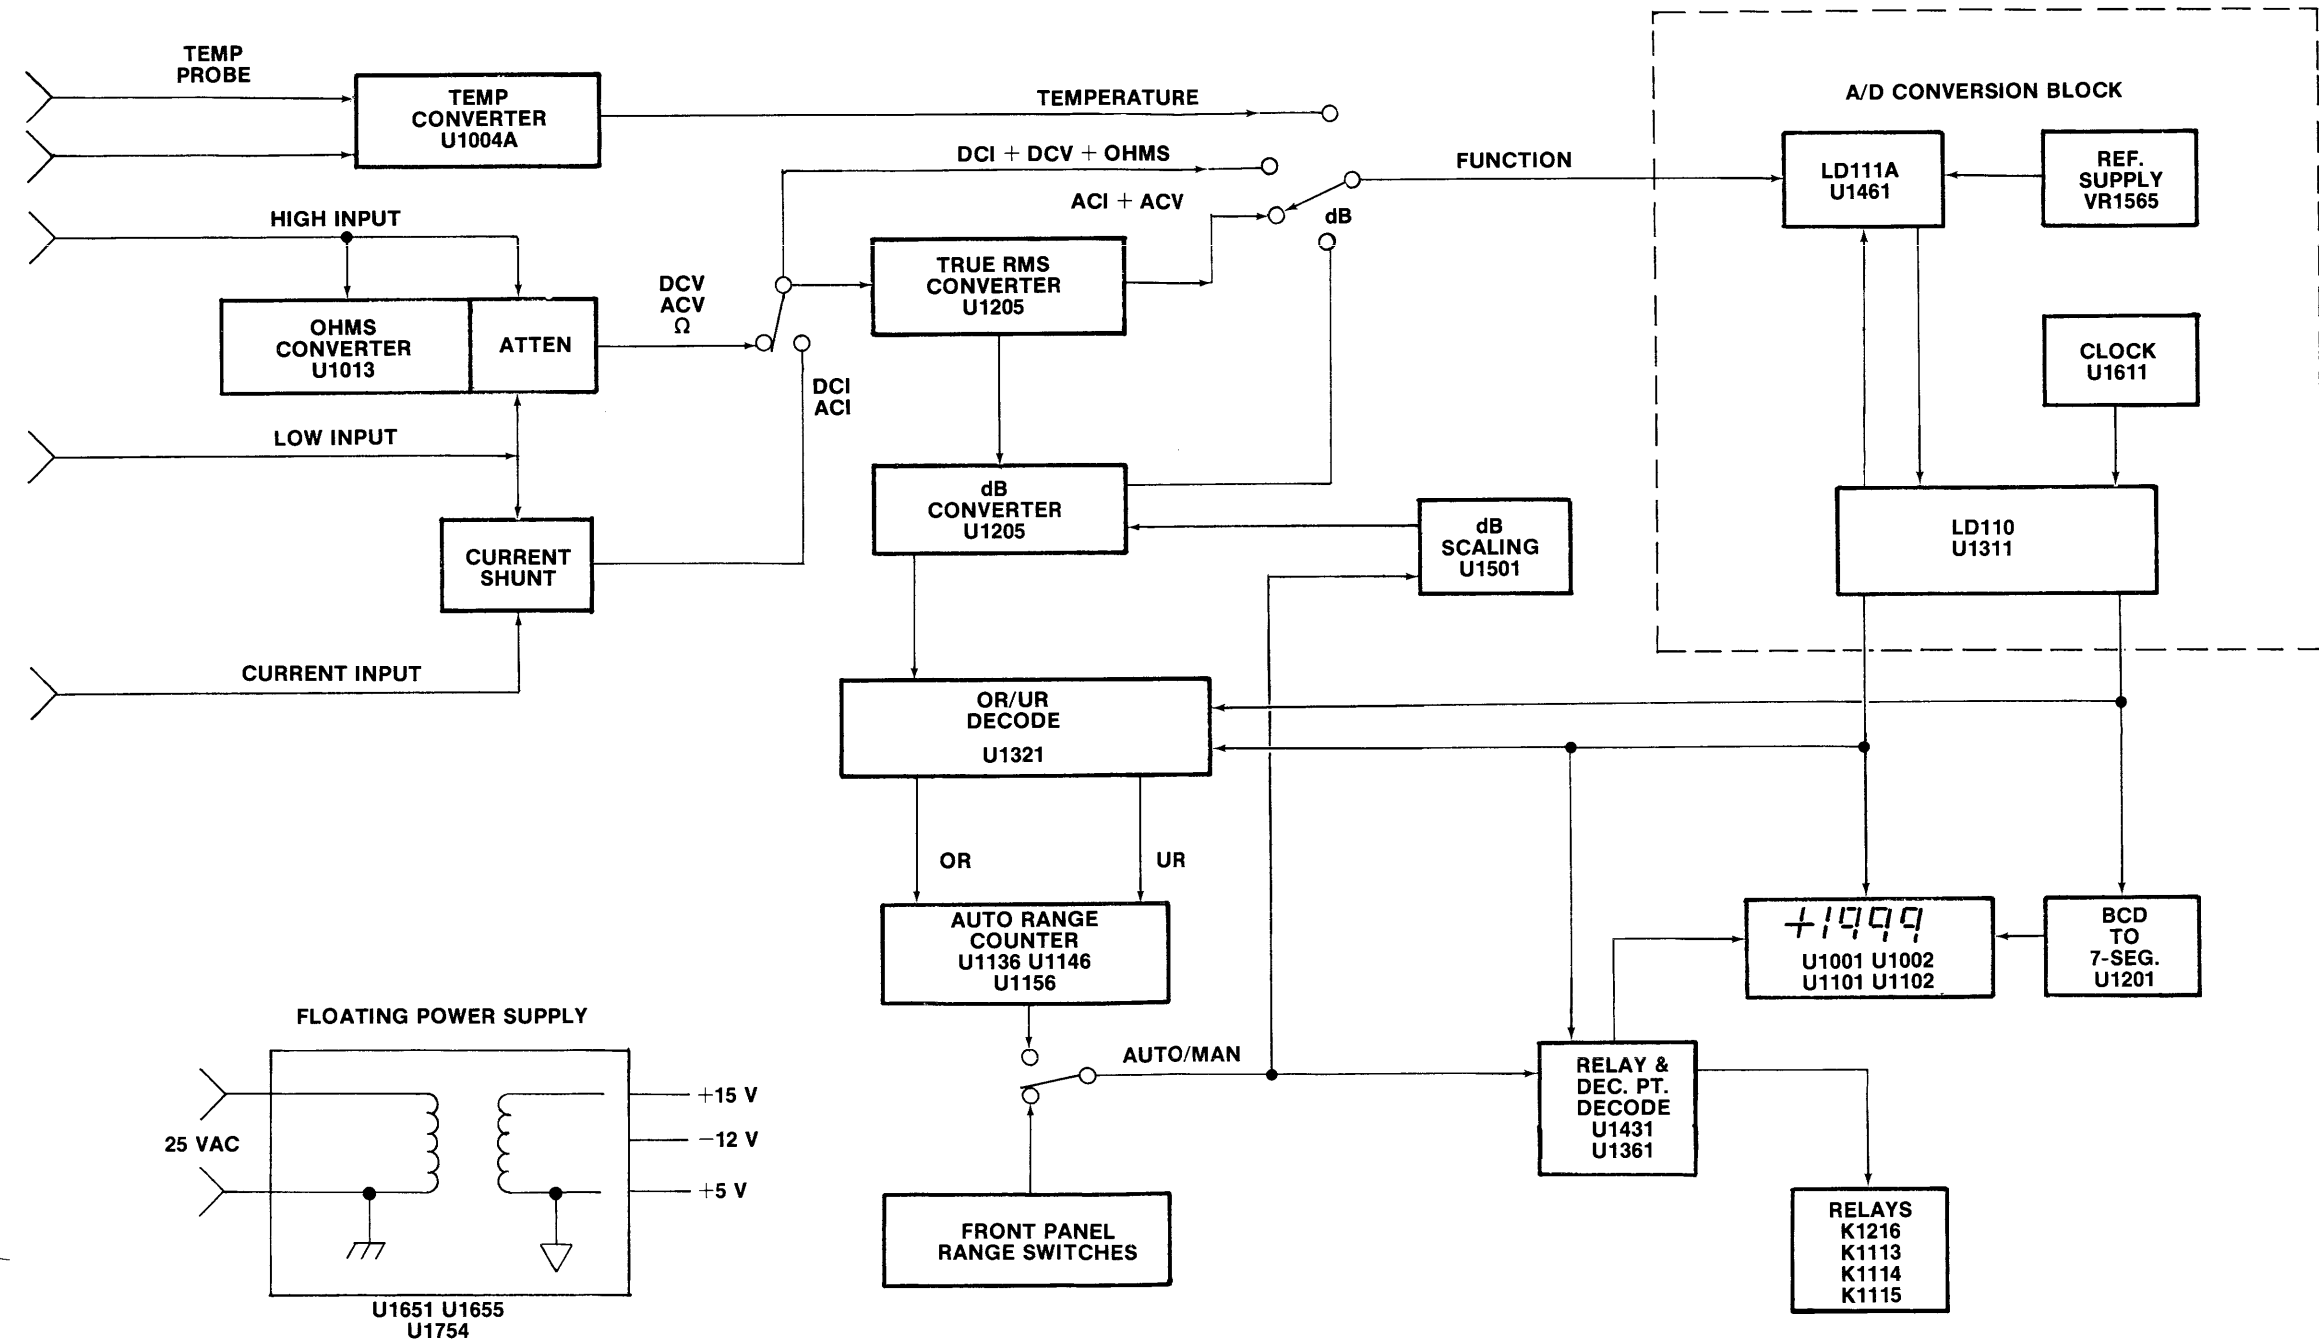 TEMP
PROBE
TEMP
CONVERTER
U1004A
TEMPERATURE
DCI + DCV + OHMS
ACI + ACV
dB
FUNCTION
A/D CONVERSION BLOCK
LD111A
U1461
REF.
SUPPLY
VR1565
HIGH INPUT
OHMS
CONVERTER
U1013
ATTEN
DCV
ACV
Ω
DCI
ACI
TRUE RMS
CONVERTER
U1205
CLOCK
U1611
LOW INPUT
CURRENT
SHUNT
CURRENT INPUT
dB
CONVERTER
U1205
dB
SCALING
U1501
LD110
U1311
OR/UR
DECODE
U1321
OR
UR
AUTO RANGE
COUNTER
U1136 U1146
U1156
+1999
U1001 U1002
U1101 U1102
BCD
TO
7-SEG.
U1201
AUTO/MAN
RELAY &
DEC. PT.
DECODE
U1431
U1361
FRONT PANEL
RANGE SWITCHES
RELAYS
K1216
K1113
K1114
K1115
FLOATING POWER SUPPLY
25 VAC
+15 V
−12 V
+5 V
U1651 U1655
U1754